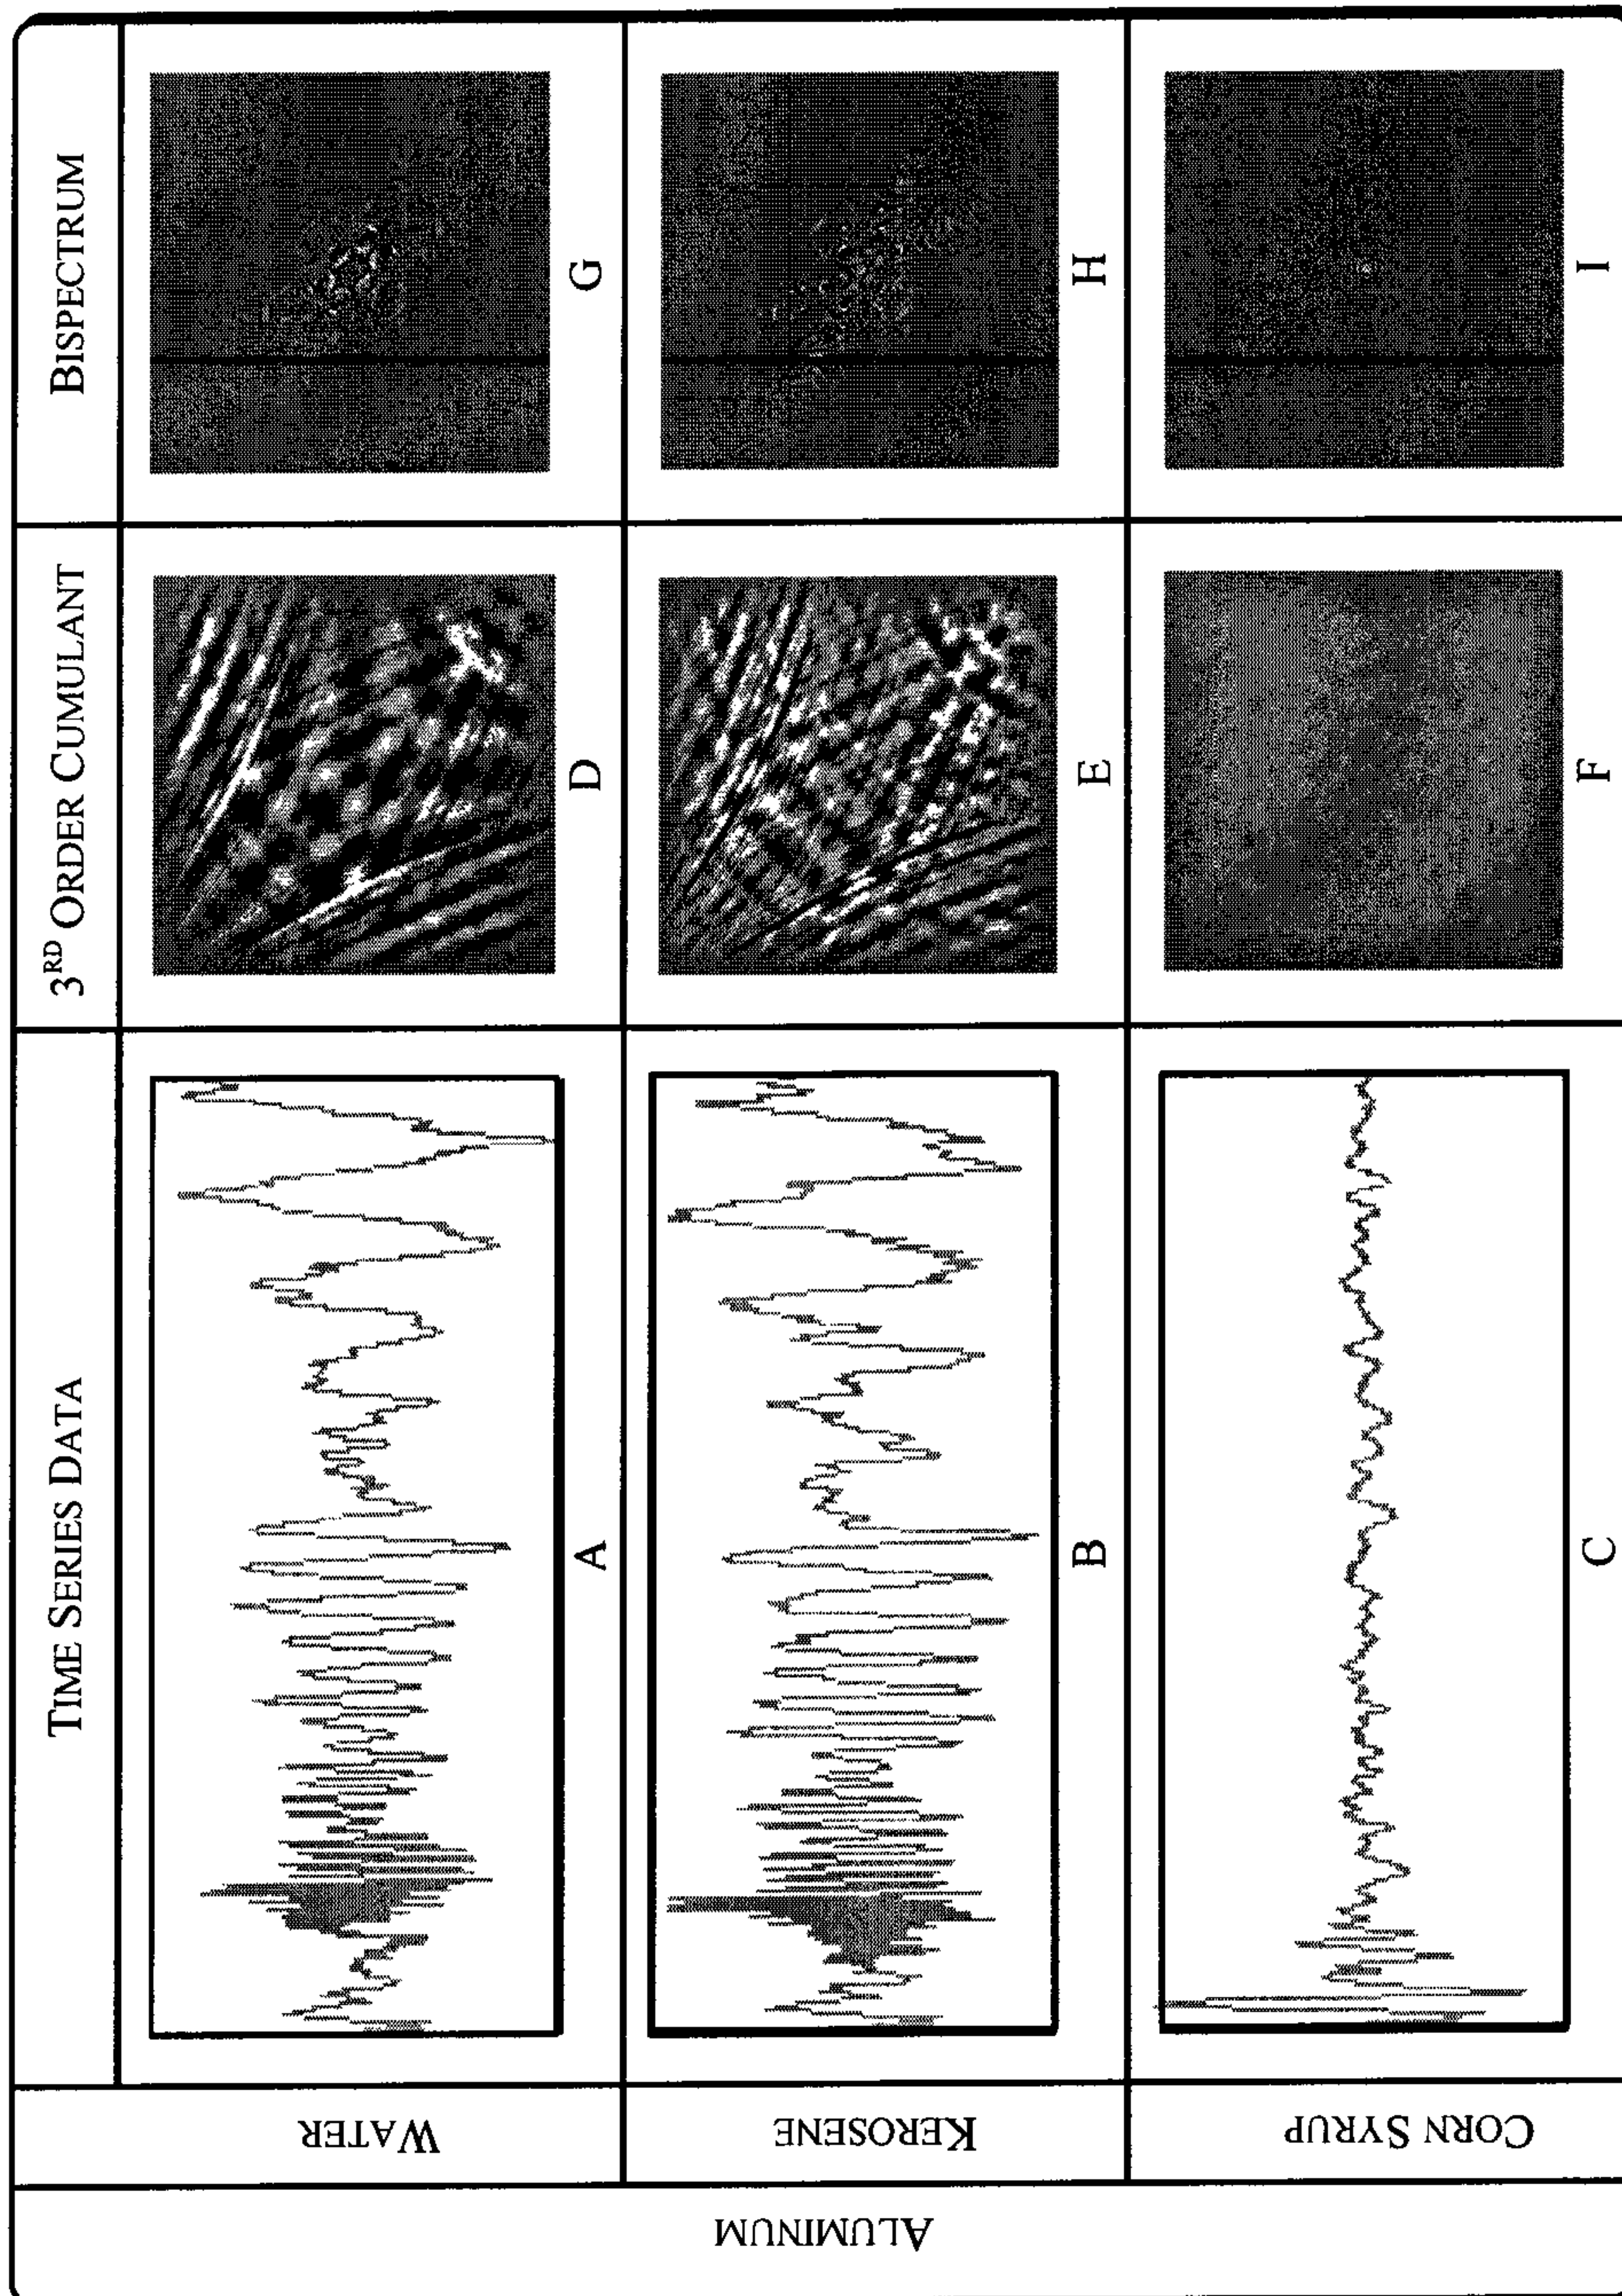 TIME SERIES DATA
3RD ORDER CUMULANT
BISPECTRUM
ALUMINUM
WATER
A
D
G
KEROSENE
B
E
H
CORN SYRUP
C
F
I